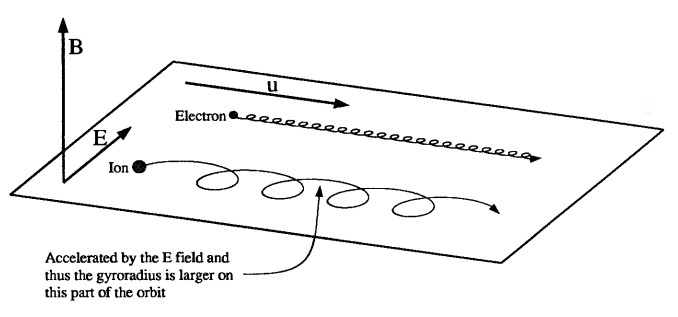 B
u
Electron
E
Ion
Accelerated by the E field and
thus the gyroradius is larger on
this part of the orbit